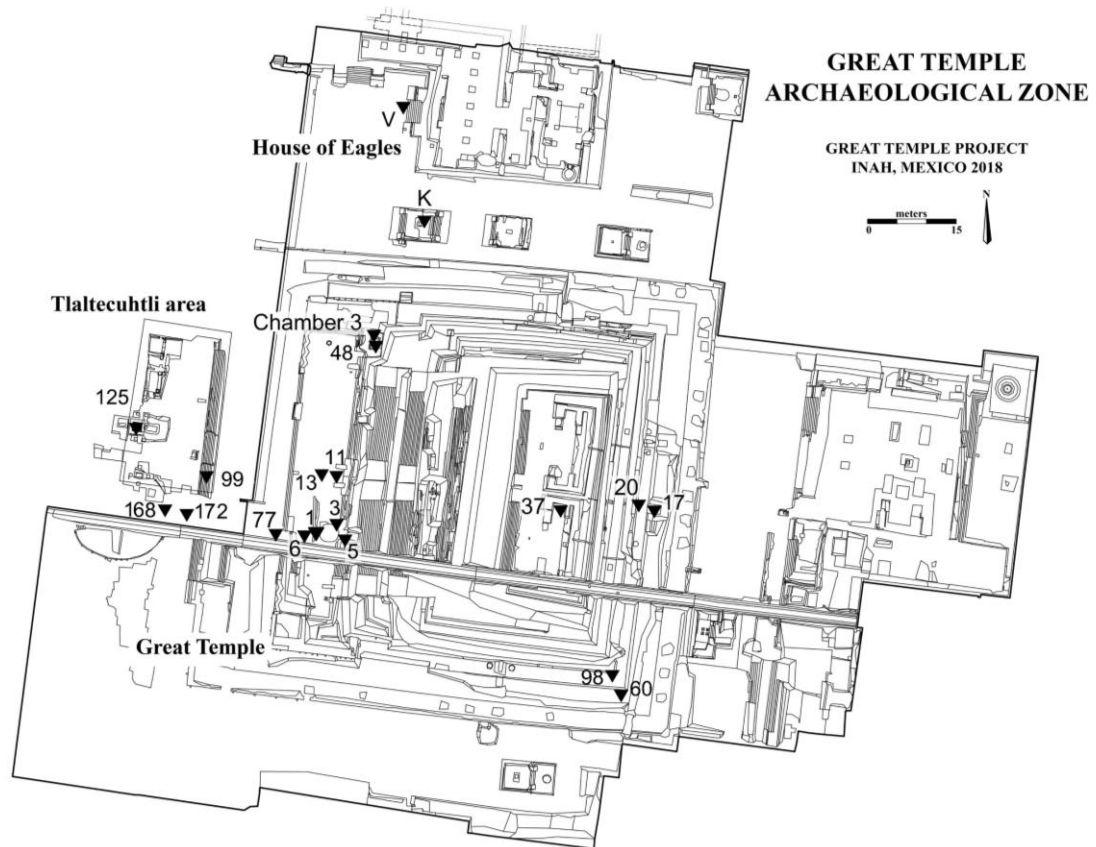 GREAT TEMPLE
ARCHAEOLOGICAL ZONE
GREAT TEMPLE PROJECT
INAH, MEXICO 2018
N
meters
0 15
V
House of Eagles
K
Tlaltecuhtli area
Chamber 3
48
125
11
13
99
20
17
37
168
172
77
1
3
6
5
Great Temple
98
60